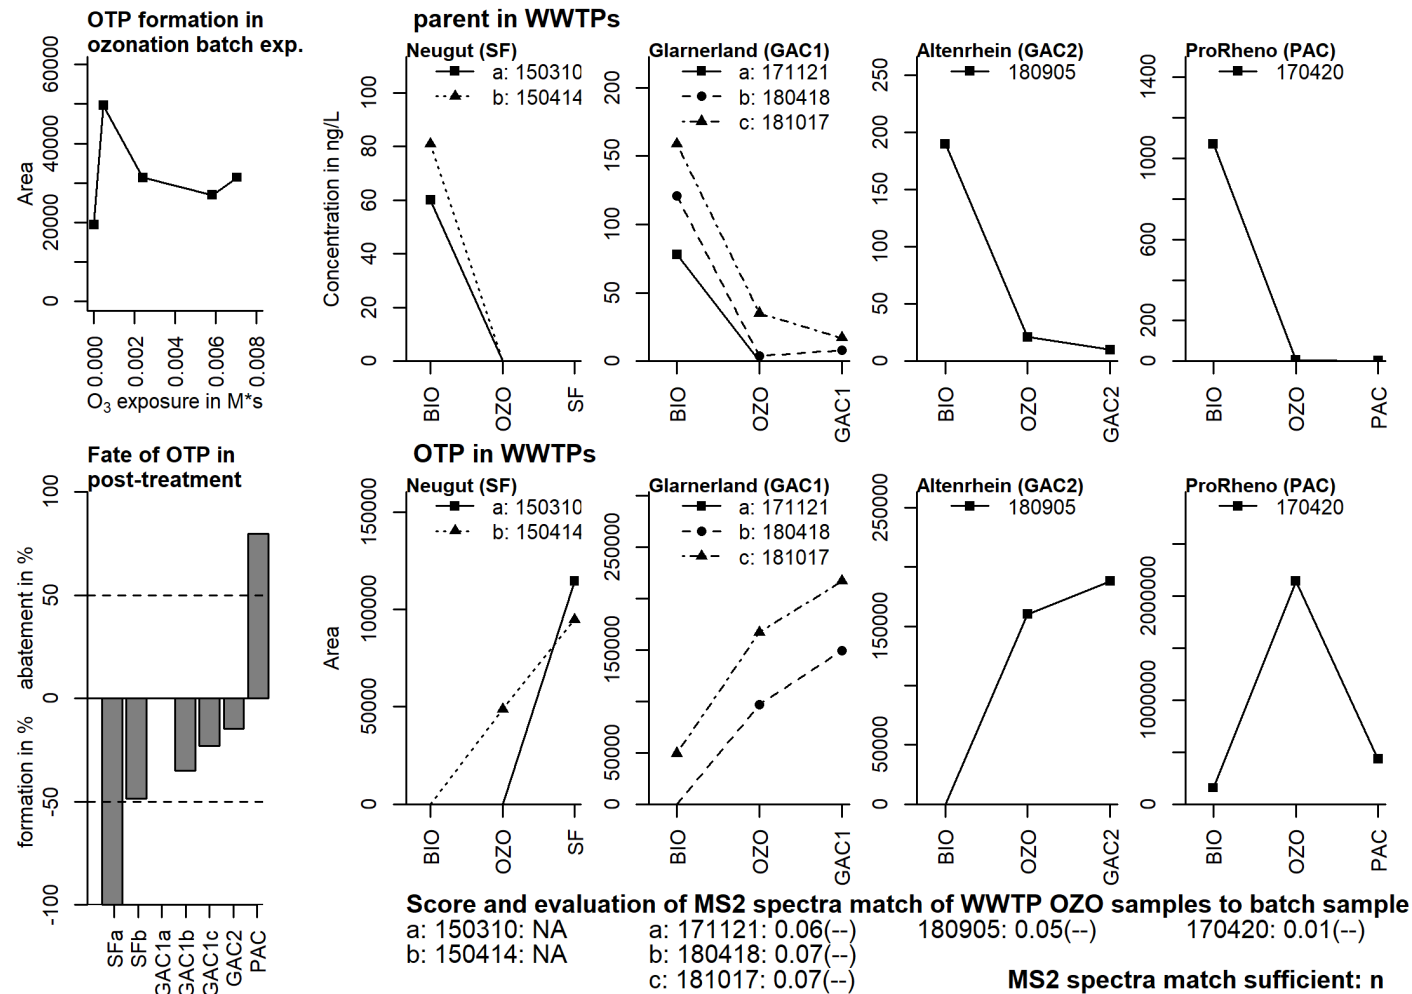 OTP formation in
ozonation batch exp.
Area
0
20000
40000
60000
0.000
0.002
0.004
0.006
0.008
O3 exposure in M*s
parent in WWTPs
Concentration in ng/L
Neugut (SF)
a: 150310
b: 150414
0
20
40
60
80
100
BIO
OZO
SF
Glarnerland (GAC1)
a: 171121
b: 180418
c: 181017
0
50
100
150
200
BIO
OZO
GAC1
Altenrhein (GAC2)
180905
0
50
100
150
200
250
BIO
OZO
GAC2
ProRheno (PAC)
170420
0
200
600
1000
1400
BIO
OZO
PAC
Fate of OTP in
post-treatment
formation in %
abatement in %
-100
-50
0
50
100
SFa
SFb
GAC1a
GAC1b
GAC1c
GAC2
PAC
OTP in WWTPs
Area
Neugut (SF)
a: 150310
b: 150414
0
50000
100000
150000
BIO
OZO
SF
Glarnerland (GAC1)
a: 171121
b: 180418
c: 181017
0
50000
150000
250000
BIO
OZO
GAC1
Altenrhein (GAC2)
180905
0
50000
150000
250000
BIO
OZO
GAC2
ProRheno (PAC)
170420
0
1000000
2000000
BIO
OZO
PAC
Score and evaluation of MS2 spectra match of WWTP OZO samples to batch sample
a: 150310: NA
b: 150414: NA
a: 171121: 0.06(--)
b: 180418: 0.07(--)
c: 181017: 0.07(--)
180905: 0.05(--)
170420: 0.01(--)
MS2 spectra match sufficient: n